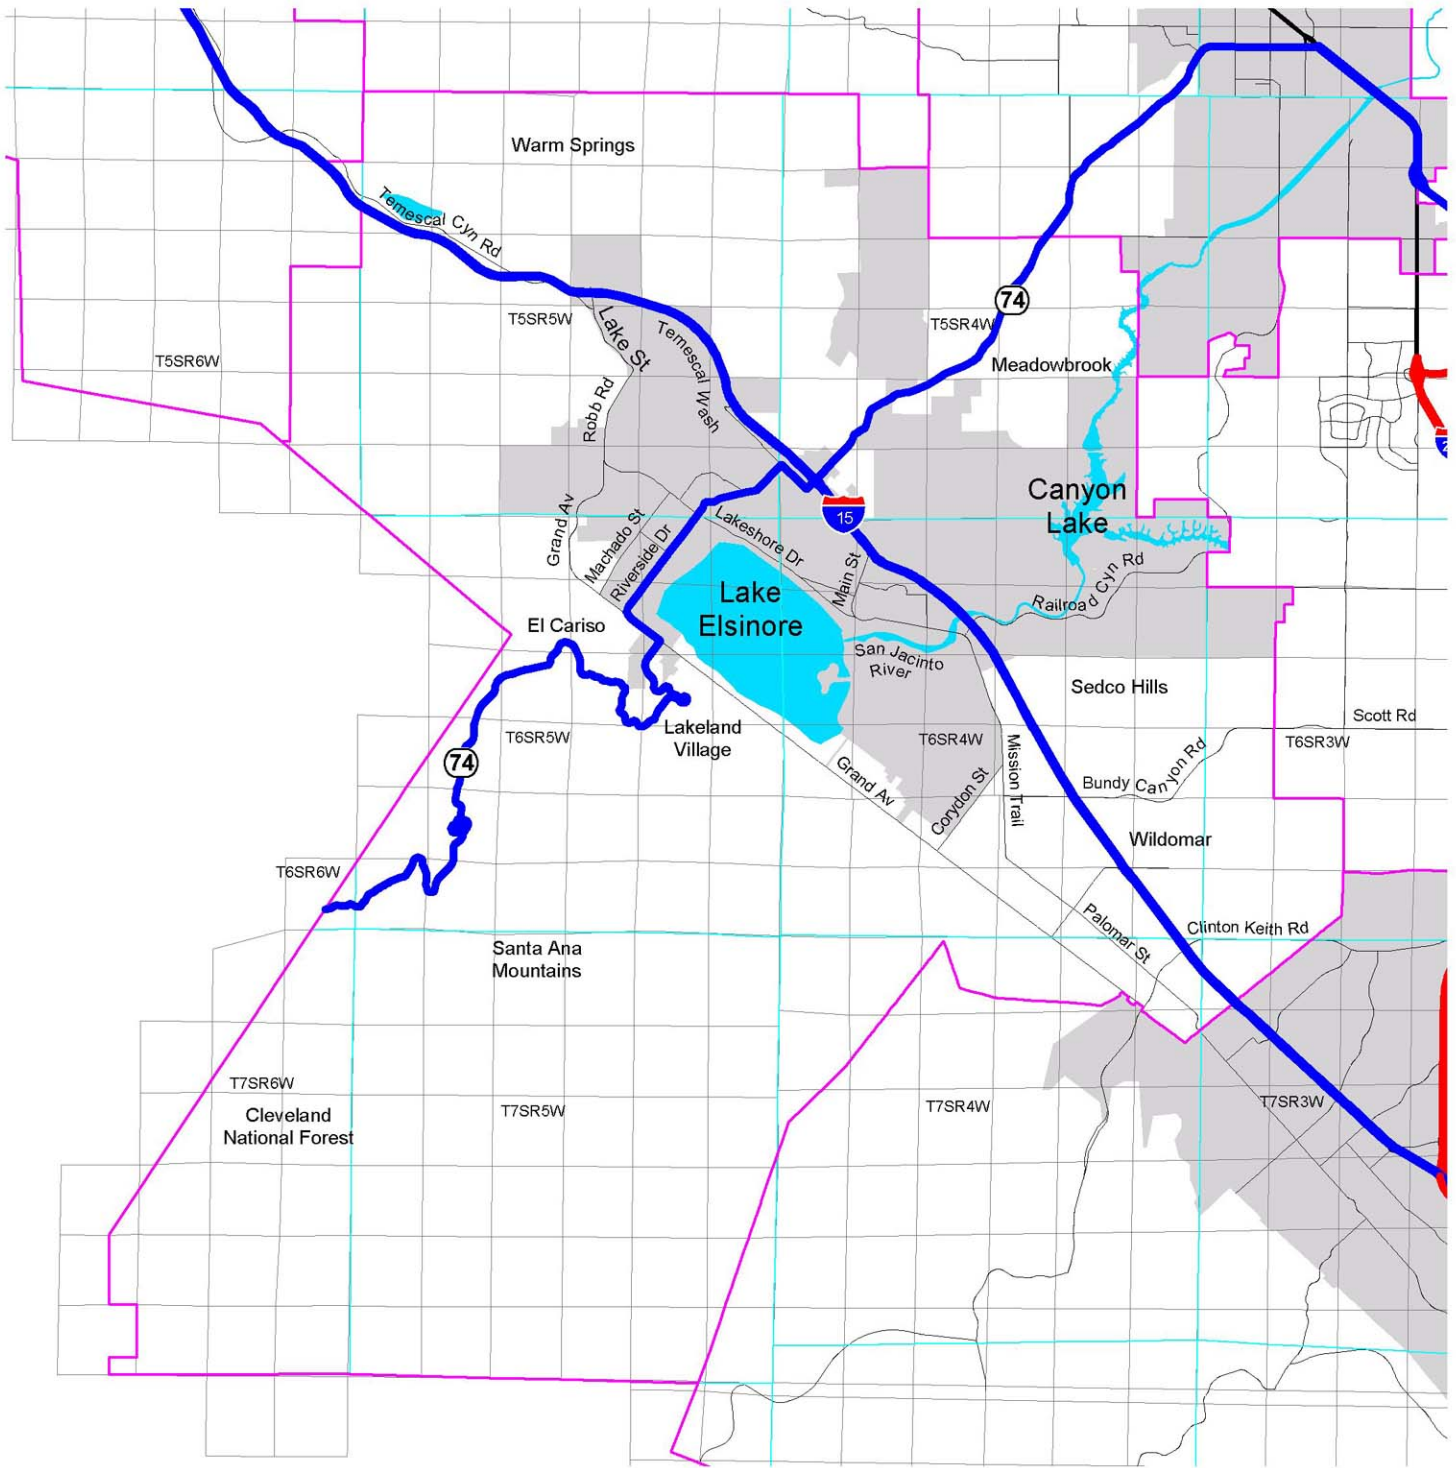 Warm Springs
Temescal Cyn Rd
74
T5SR5W
Lake St
Temescal Wash
T5SR4W
T5SR6W
Meadowbrook
Robb Rd
Canyon
Lake
Grand Av
Machado St
Riverside Dr
Lakeshore Dr
15
Main St
Railroad Cyn Rd
Lake
Elsinore
El Cariso
San Jacinto
River
Sedco Hills
Lakeland
Village
Scott Rd
T6SR5W
T6SR4W
T6SR3W
74
Mission Trail
Grand Av
Corydon St
Bundy Canyon Rd
Wildomar
T6SR6W
Palomar St
Clinton Keith Rd
Santa Ana
Mountains
T7SR6W
T7SR5W
T7SR4W
T7SR3W
Cleveland
National Forest